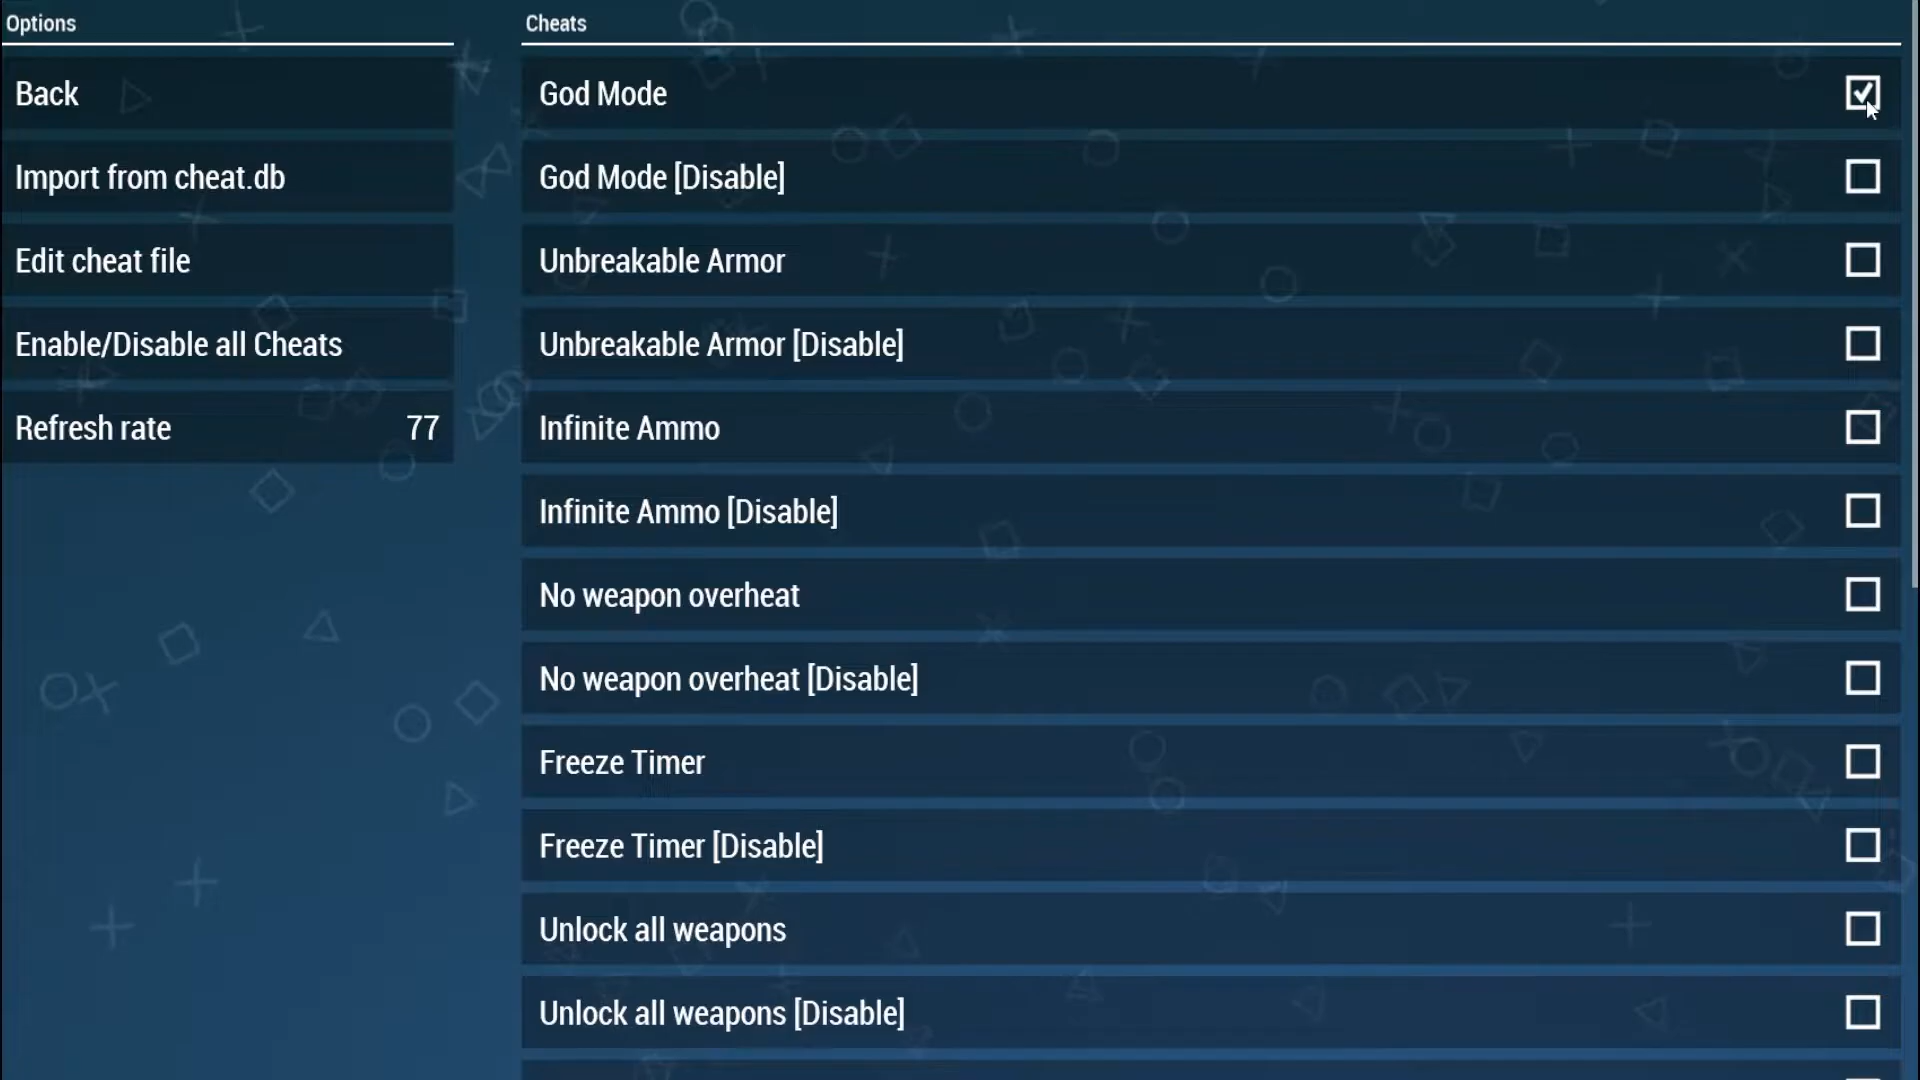 Options
Back
Import from cheat.db
Edit cheat file
Enable/Disable all Cheats
Refresh rate 77
Cheats
God Mode
God Mode [Disable]
Unbreakable Armor
Unbreakable Armor [Disable]
Infinite Ammo
Infinite Ammo [Disable]
No weapon overheat
No weapon overheat [Disable]
Freeze Timer
Freeze Timer [Disable]
Unlock all weapons
Unlock all weapons [Disable]